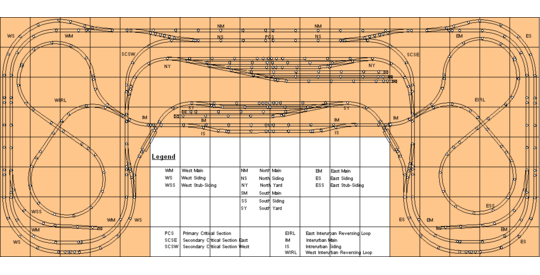 NM NM
WS WM NS PCS NS EM ES
SCSW SCSE
NY NY
WIRL EIRL
SY
IM IM IM IM
IS IS
Legend
WM West Main NM North Main EM East Main
WS West Siding NS North Siding ES East Siding
WSS West Stub-Siding NY North Yard ESS East Stub-Siding
SM South Main
SS South Siding
SY South Yard
WSS ESS
WS WM EM ES
PCS Primary Critical Section EIRL East Interurban Reversing Loop
SCSE Secondary Critical Section East IM Interurban Main
SCSW Secondary Critical Section West IS Interurban Siding
WIRL West Interurban Reversing Loop
WS WM EM ES